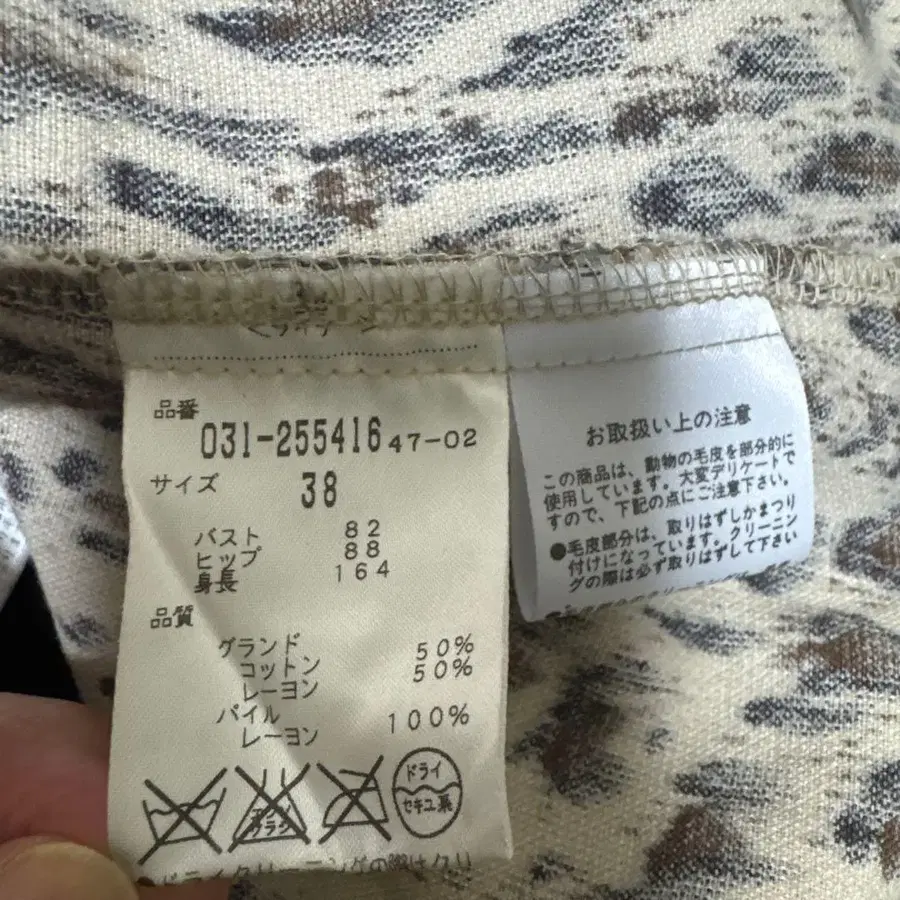 品番
031-255416 47-02
サイズ 38
バスト 82
ヒップ 88
身長 164
品質
グランド
コットン 50%
レーヨン 50%
パイル
レーヨン 100%
エンソ
サラシ
ドライ
セキユ系
お取扱い上の注意
この商品は、動物の毛皮を部分的に
使用しています。大変デリケートで
すので、下記の点にご注意下さい。
●毛皮部分は、取りはずしかまつり
付けになっています。クリーニン
グの際は必ず取りはずして下さい